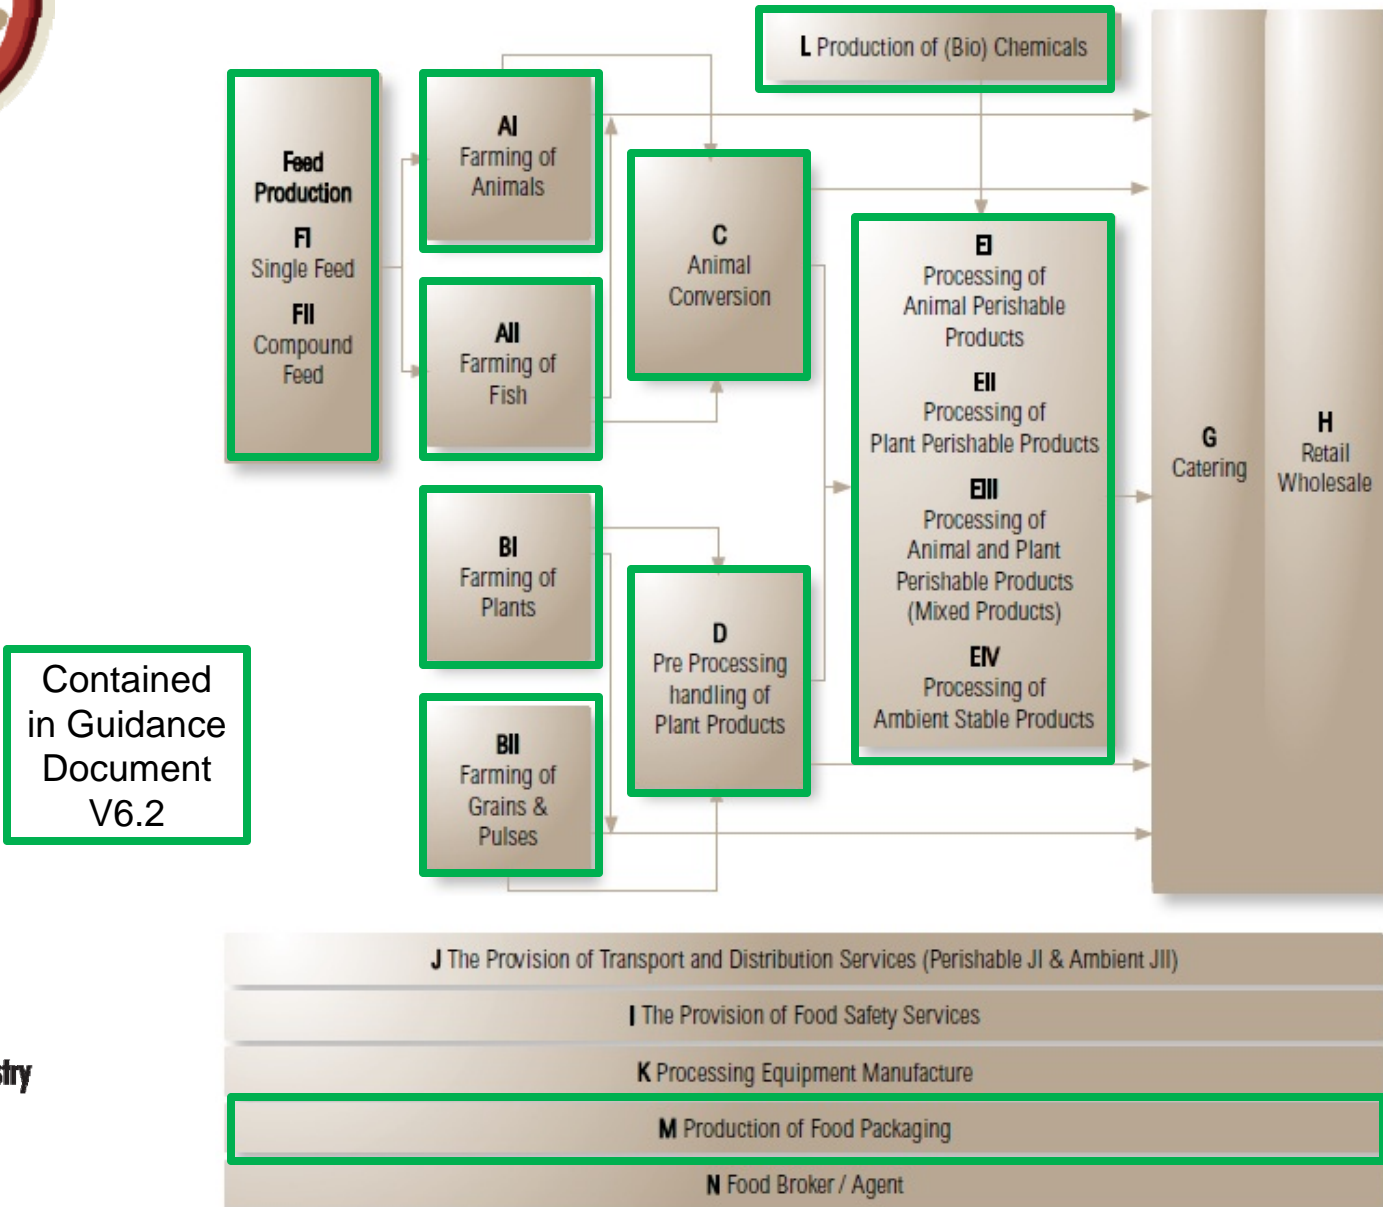 L Production of (Bio) Chemicals
Feed
Production
FI
Single Feed
FII
Compound
Feed
AI
Farming of
Animals
AII
Farming of
Fish
BI
Farming of
Plants
BII
Farming of
Grains &
Pulses
C
Animal
Conversion
D
Pre Processing
handling of
Plant Products
EI
Processing of
Animal Perishable
Products
EII
Processing of
Plant Perishable Products
EIII
Processing of
Animal and Plant
Perishable Products
(Mixed Products)
EIV
Processing of
Ambient Stable Products
G
Catering
H
Retail
Wholesale
Contained
in Guidance
Document
V6.2
J The Provision of Transport and Distribution Services (Perishable JI & Ambient JII)
I The Provision of Food Safety Services
K Processing Equipment Manufacture
M Production of Food Packaging
N Food Broker / Agent